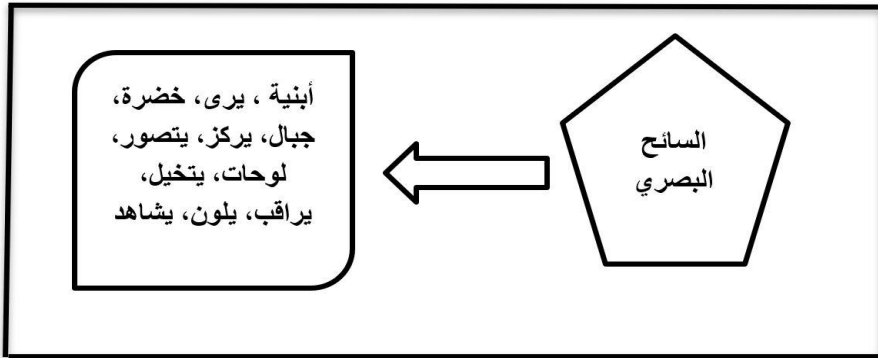 السائح
البصري
أبنية ، يرى، خضرة،
جبال، يركز، يتصور،
لوحات، يتخيل،
يراقب، يلون، يشاهد